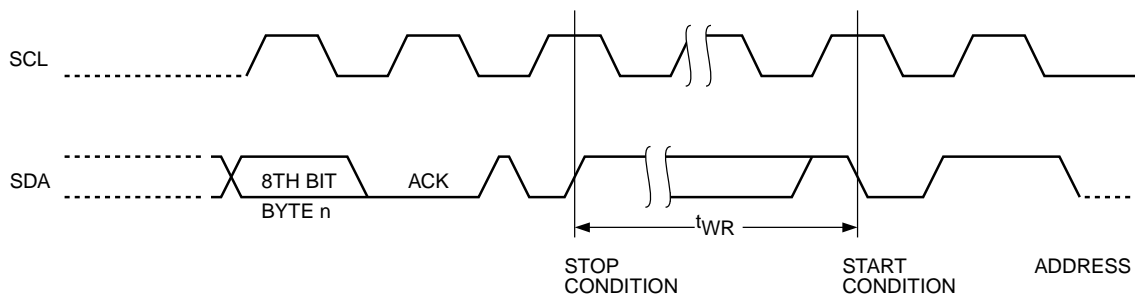 SCL
SDA
8TH BIT
ACK
BYTE n
tWR
STOP
CONDITION
START
CONDITION
ADDRESS